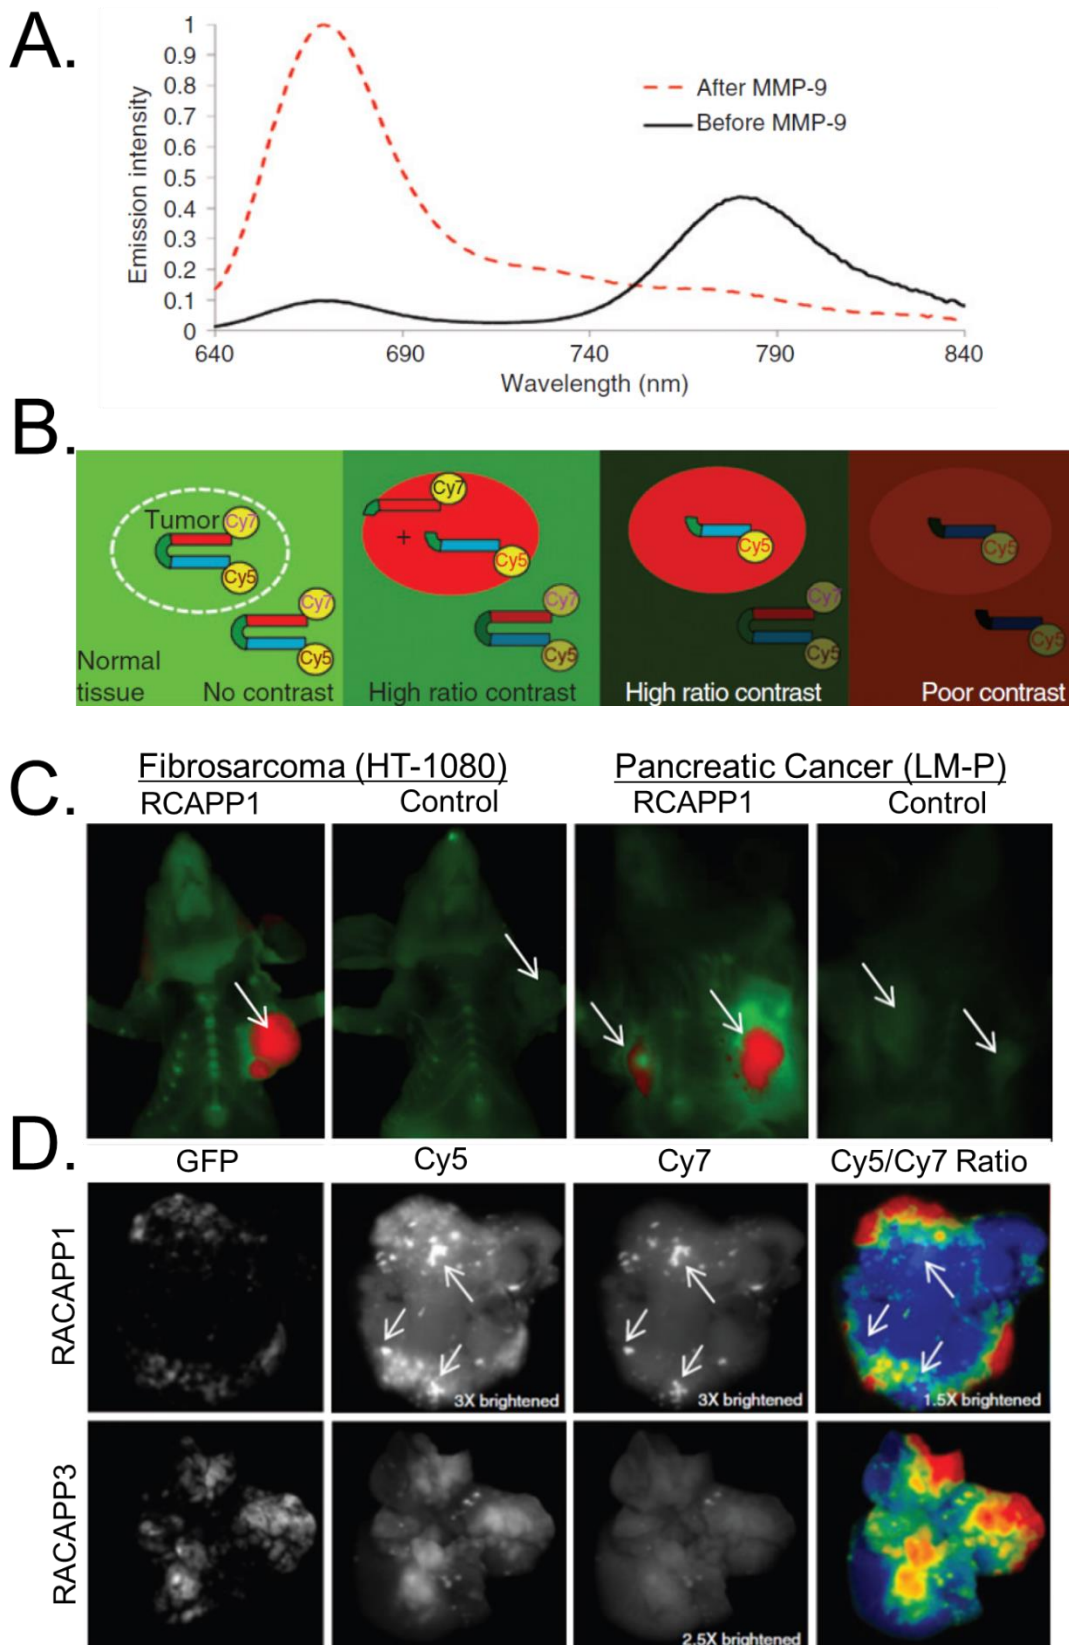 A.
1
0.9
0.8
0.7
0.6
0.5
0.4
0.3
0.2
0.1
0
Emission intensity
After MMP-9
Before MMP-9
640 690 740 790 840
Wavelength (nm)
B.
Tumor
Cy7
Cy5
Cy7
Cy5
Normal
tissue
No contrast
Cy7
+
Cy5
Cy7
Cy5
High ratio contrast
Cy5
Cy7
Cy5
High ratio contrast
Cy5
Cy5
Poor contrast
C.
Fibrosarcoma (HT-1080) Pancreatic Cancer (LM-P)
RCAPP1 Control RCAPP1 Control
D.
GFP Cy5 Cy7 Cy5/Cy7 Ratio
RACAPP1
3X brightened 3X brightened 1.5X brightened
RACAPP3
2.5X brightened